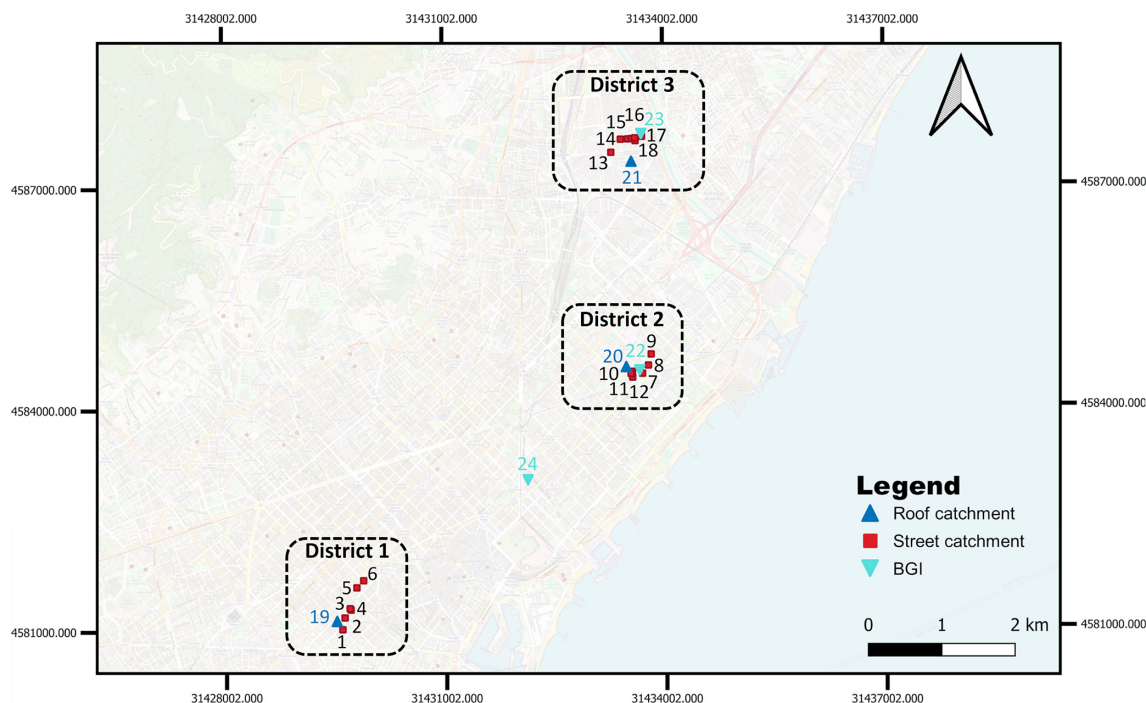 31428002.000 31431002.000 31434002.000 31437002.000
District 3
16
15 23
14 17
13 18
21
4587000.000 4587000.000
District 2
9
20 22
10 8
11 12 7
4584000.000 4584000.000
24
Legend
Roof catchment
Street catchment
BGI
District 1
5 6
3 4
19 2
1
0 1 2 km
4581000.000 4581000.000
31428002.000 31431002.000 31434002.000 31437002.000